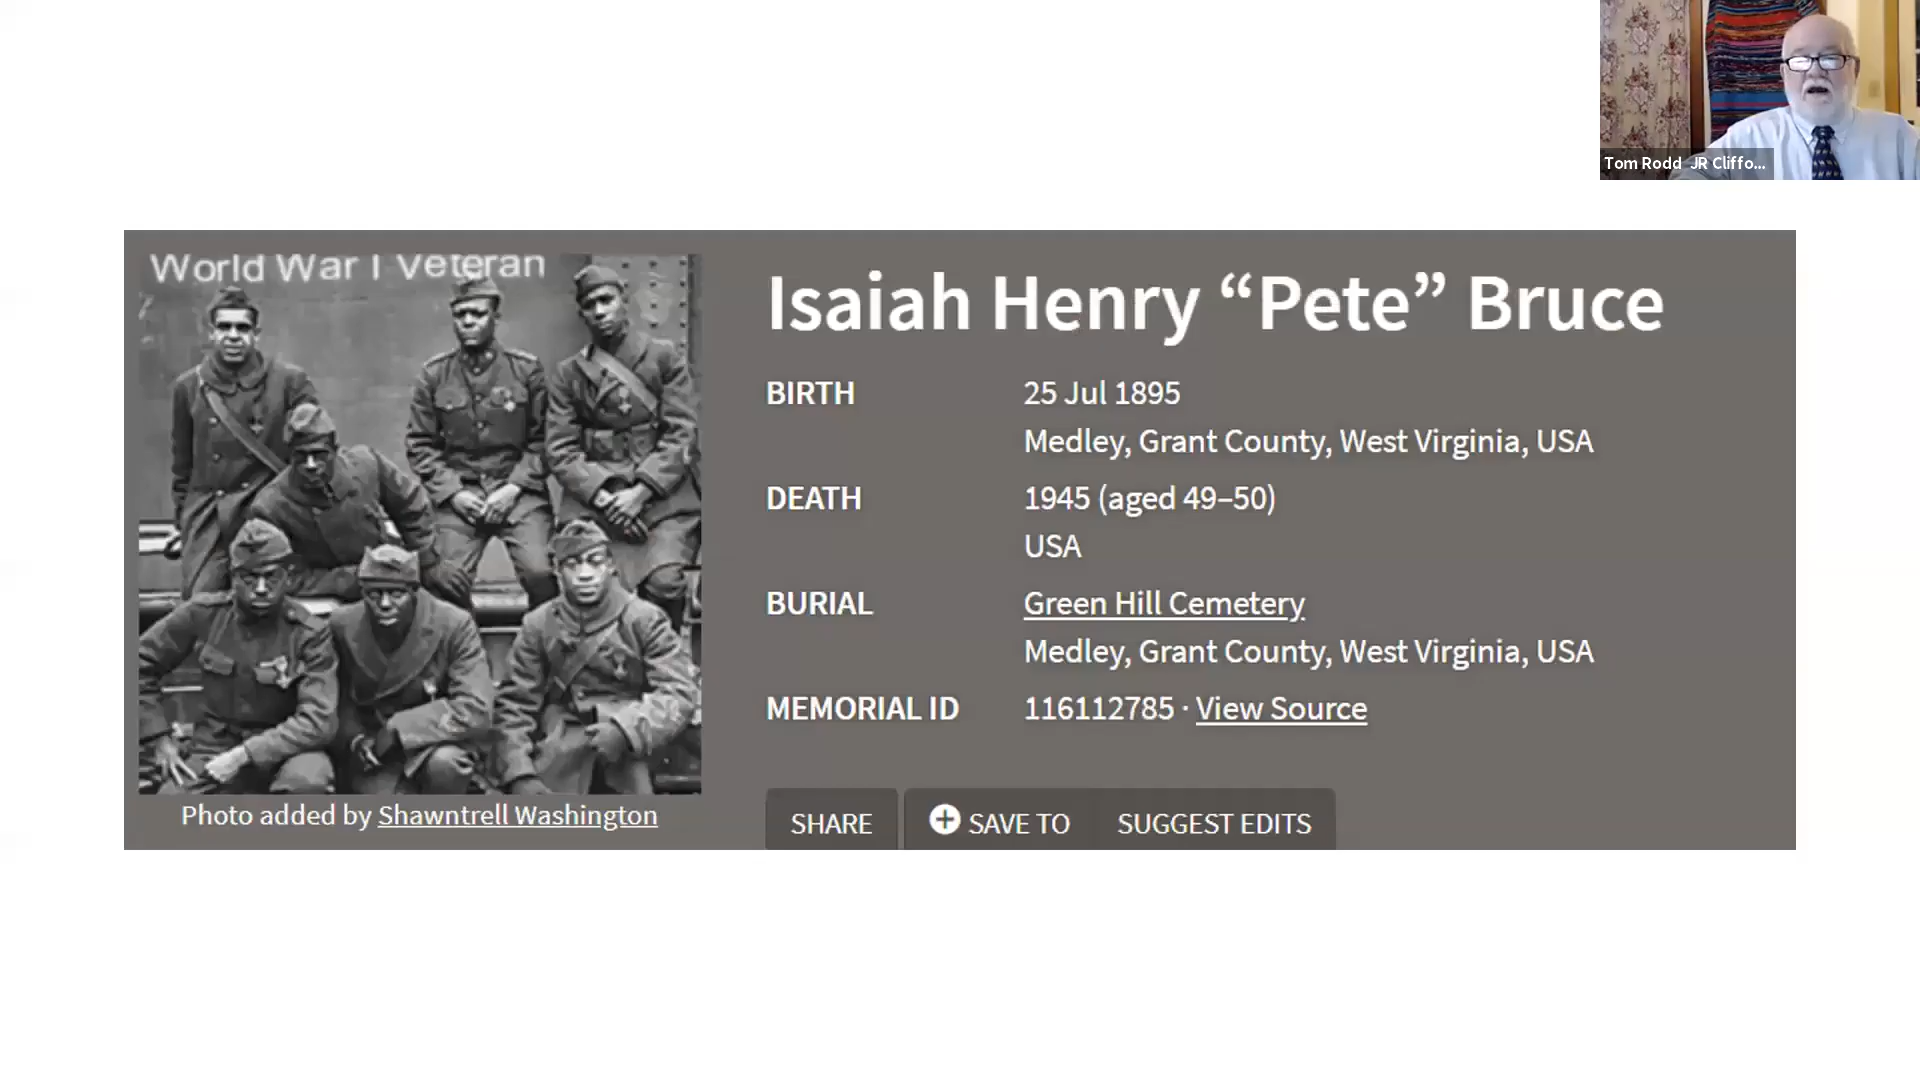 Tom Rodd JR Cliffo...
World War I Veteran
Isaiah Henry “Pete” Bruce
BIRTH
25 Jul 1895
Medley, Grant County, West Virginia, USA
DEATH
1945 (aged 49–50)
USA
BURIAL
Green Hill Cemetery
Medley, Grant County, West Virginia, USA
MEMORIAL ID
116112785 · View Source
Photo added by Shawntrell Washington
SHARE
SAVE TO
SUGGEST EDITS